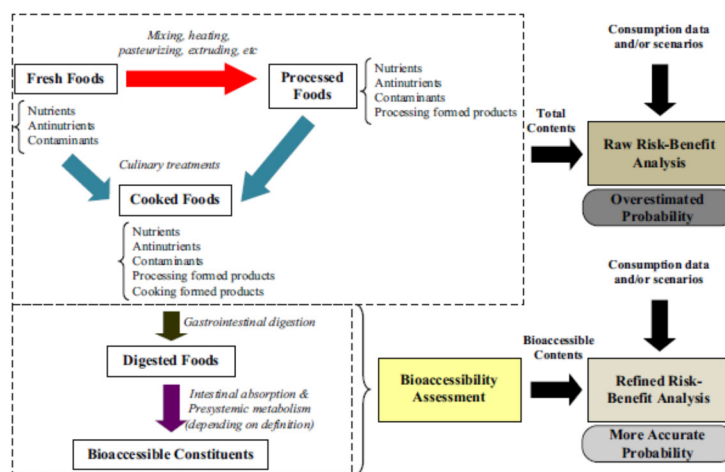 Mixing, heating,
pasteurizing, extruding, etc
Fresh Foods
Processed
Foods
Nutrients
Antinutrients
Contaminants
Processing formed products
Nutrients
Antinutrients
Contaminants
Culinary treatments
Cooked Foods
Nutrients
Antinutrients
Contaminants
Processing formed products
Cooking formed products
Total
Contents
Consumption data
and/or scenarios
Raw Risk-Benefit
Analysis
Overestimated
Probability
Gastrointestinal digestion
Digested Foods
Intestinal absorption &
Presystemic metabolism
(depending on definition)
Bioaccessible Constituents
Bioaccessibility
Assessment
Bioaccessible
Contents
Consumption data
and/or scenarios
Refined Risk-
Benefit Analysis
More Accurate
Probability